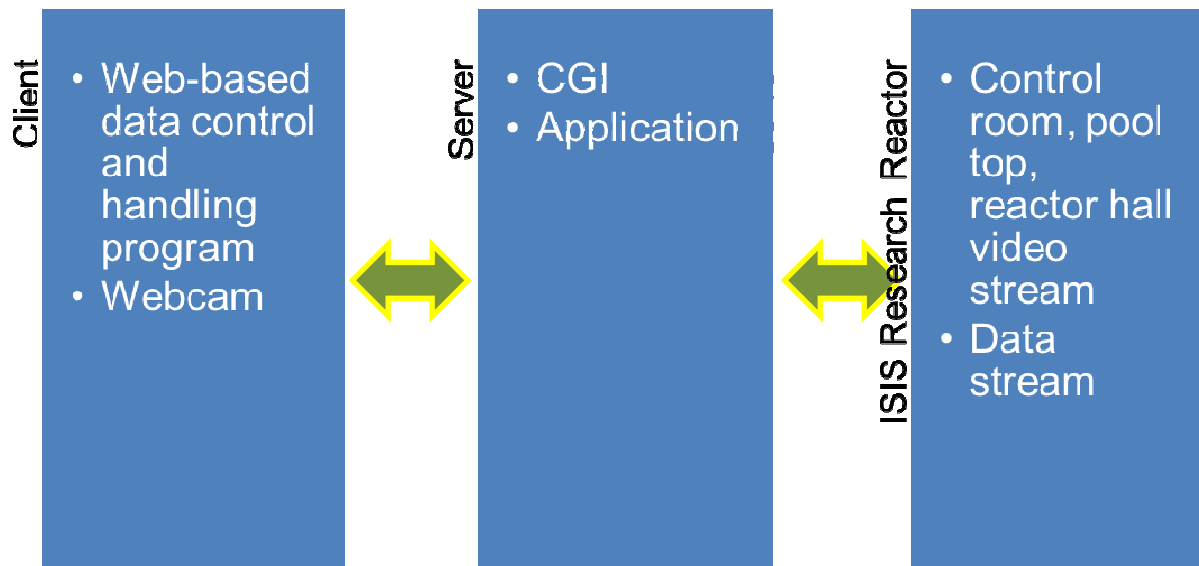 Client
• Web-based
data control
and
handling
program
• Webcam
Server
• CGI
• Application
ISIS Research Reactor
• Control
room, pool
top,
reactor hall
video
stream
• Data
stream